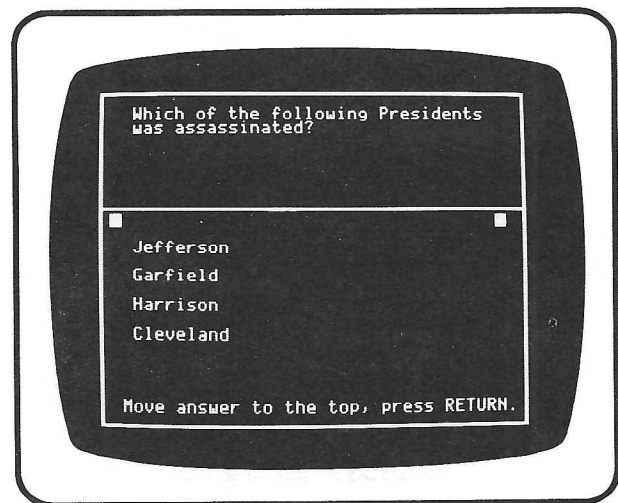 Which of the following Presidents
was assassinated?
Jefferson
Garfield
Harrison
Cleveland
Move answer to the top, press RETURN.